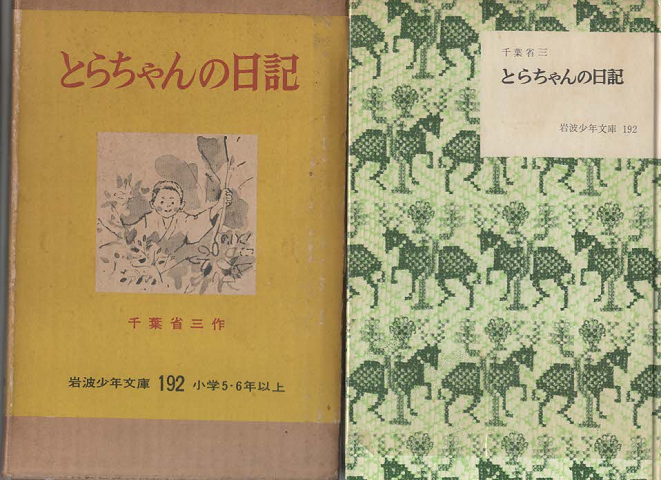 とらちゃんの日記
千葉省三作
岩波少年文庫 192 小学5・6年以上
千葉省三
とらちゃんの日記
岩波少年文庫 192